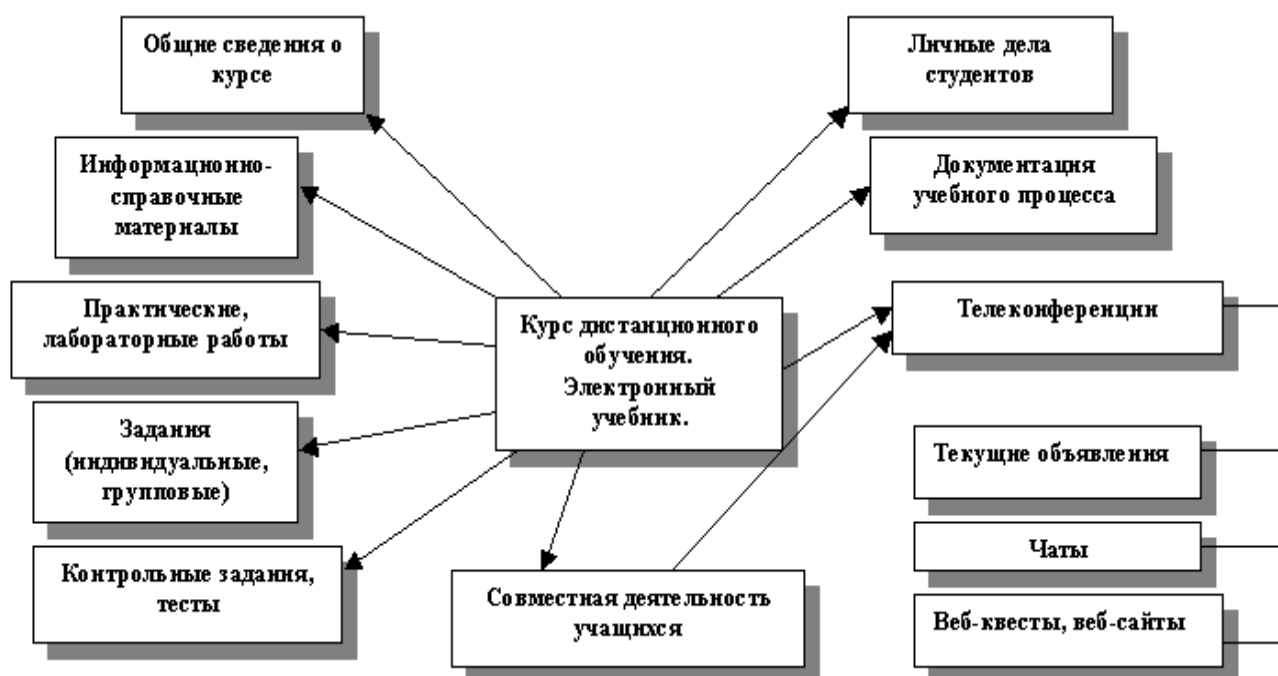 Общие сведения о
курсе
Личные дела
студентов
Информационно-
справочные
материалы
Документация
учебного процесса
Практические,
лабораторные работы
Курс дистанционного
обучения.
Электронный
учебник.
Телеконференции
Задания
(индивидуальные,
групповые)
Текущие объявления
Контрольные задания,
тесты
Совместная деятельность
учащихся
Чаты
Веб-квесты, веб-сайты